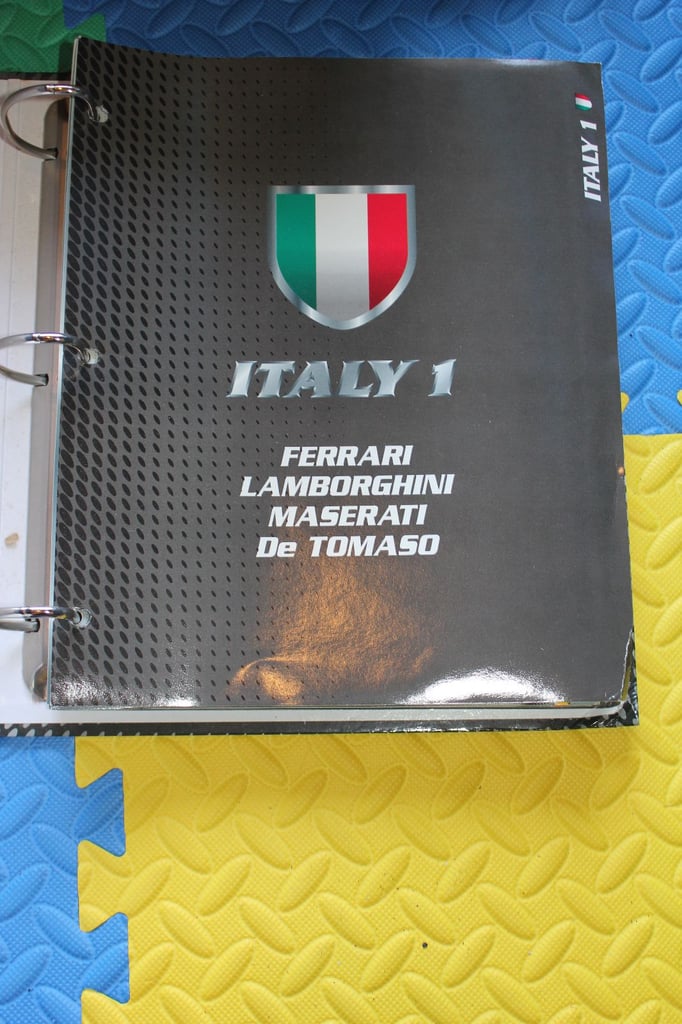 ITALY 1
ITALY 1
FERRARI
LAMBORGHINI
MASERATI
De TOMASO